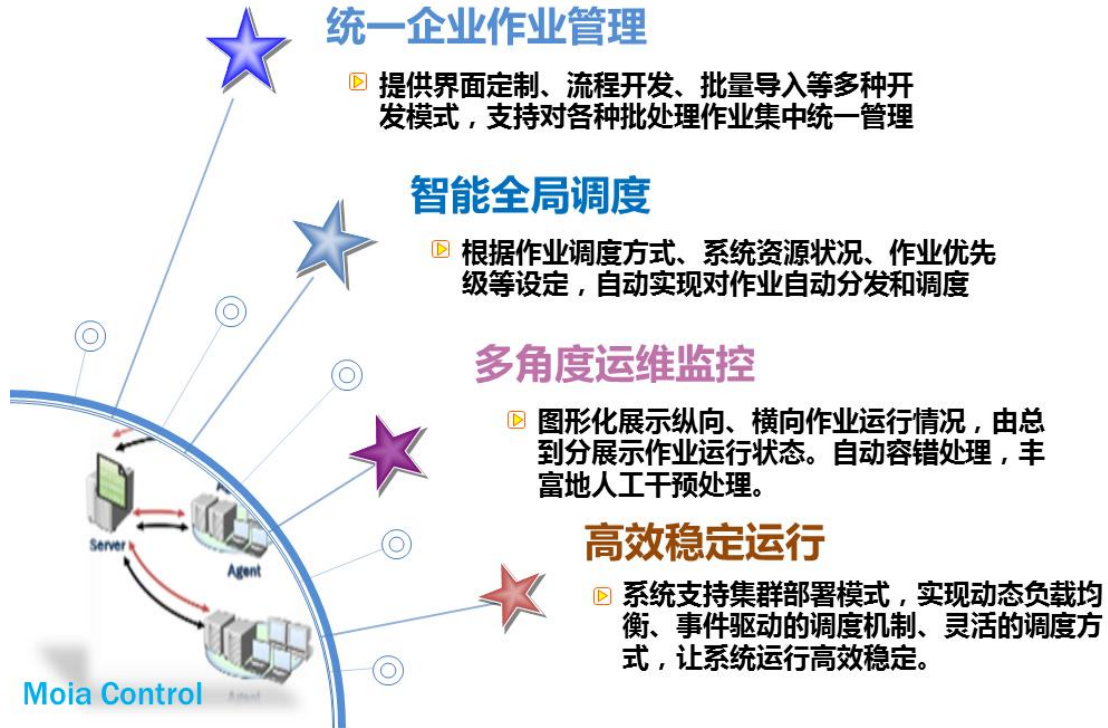 统一企业作业管理
提供界面定制、流程开发、批量导入等多种开
发模式，支持对各种批处理作业集中统一管理
智能全局调度
根据作业调度方式、系统资源状况、作业优先
级等设定，自动实现对作业自动分发和调度
多角度运维监控
图形化展示纵向、横向作业运行情况，由总
到分展示作业运行状态。自动容错处理，丰
富地人工干预处理。
高效稳定运行
系统支持集群部署模式，实现动态负载均
衡、事件驱动的调度机制、灵活的调度方
式，让系统运行高效稳定。
Server
Agent
Agent
Moia Control